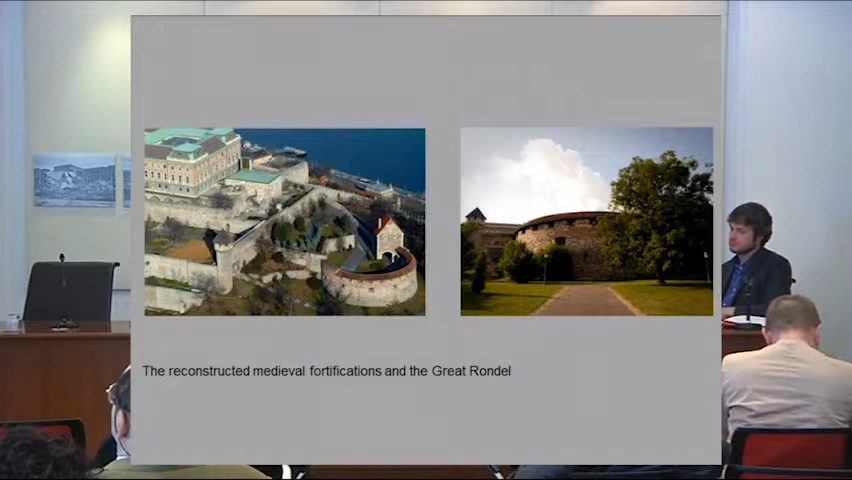 The reconstructed medieval fortifications and the Great Rondel